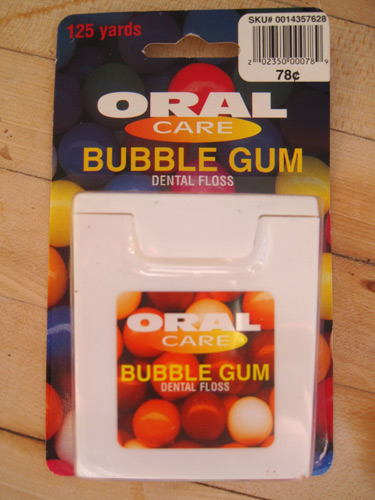 125 yards
SKU# 0014357628
2 02350 00078 9
78¢
ORAL
CARE
BUBBLE GUM
DENTAL FLOSS
ORAL
CARE
BUBBLE GUM
DENTAL FLOSS